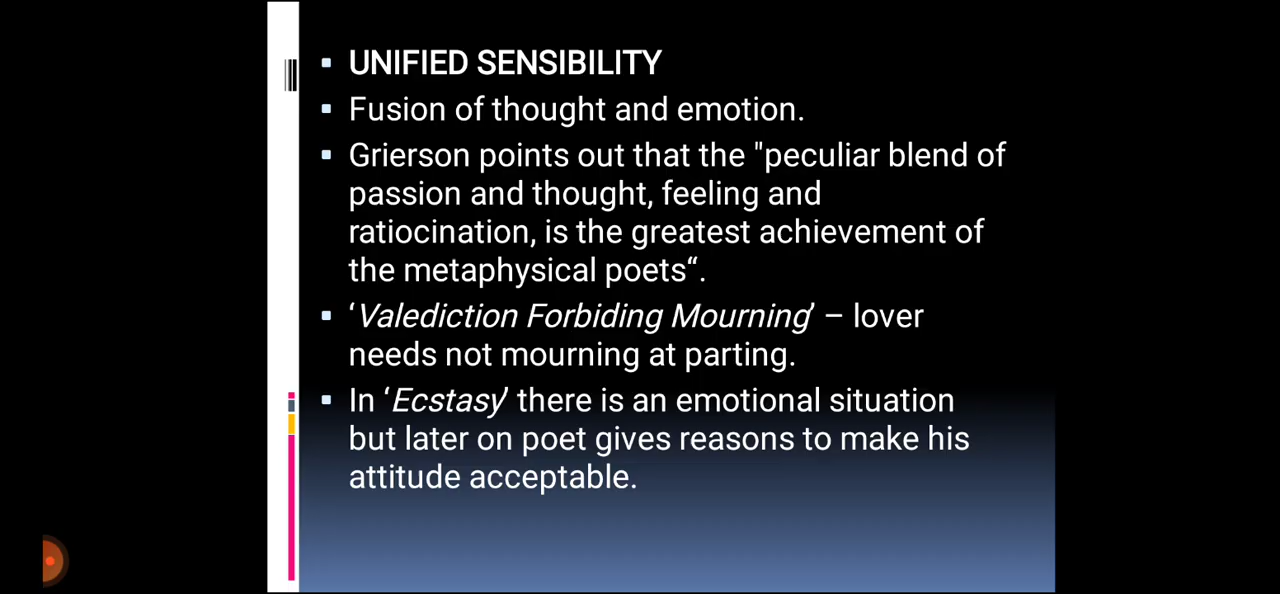 UNIFIED SENSIBILITY
Fusion of thought and emotion.
Grierson points out that the "peculiar blend of
passion and thought, feeling and
ratiocination, is the greatest achievement of
the metaphysical poets“.
‘Valediction Forbiding Mourning’ – lover
needs not mourning at parting.
In ‘Ecstasy’ there is an emotional situation
but later on poet gives reasons to make his
attitude acceptable.